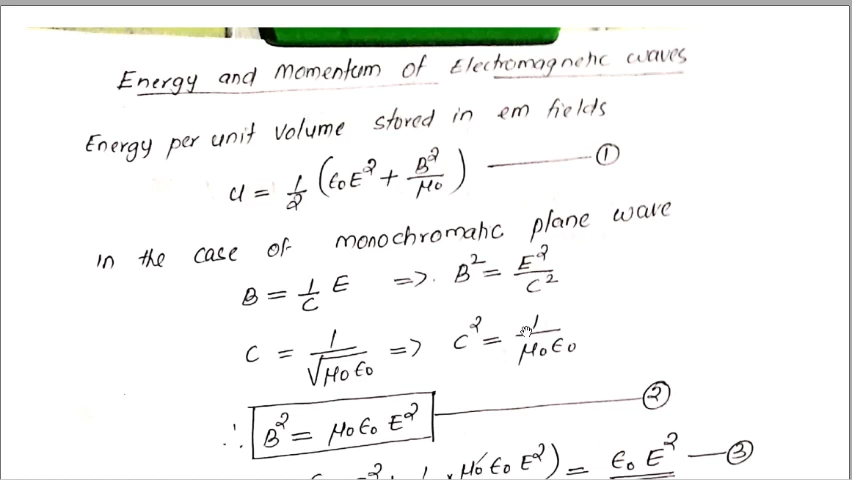 Energy and Momentum of Electromagnetic waves
Energy per unit volume stored in em fields
u = 1/2 (ε0E² + B²/μ0) —— ①
in the case of monochromatic plane wave
B = 1/C E => B² = E²/C²
C = 1/√μ0ε0 => C² = 1/μ0ε0
∴ B² = μ0ε0 E² —— ②
× μ0ε0E²) = ε0E² — ③